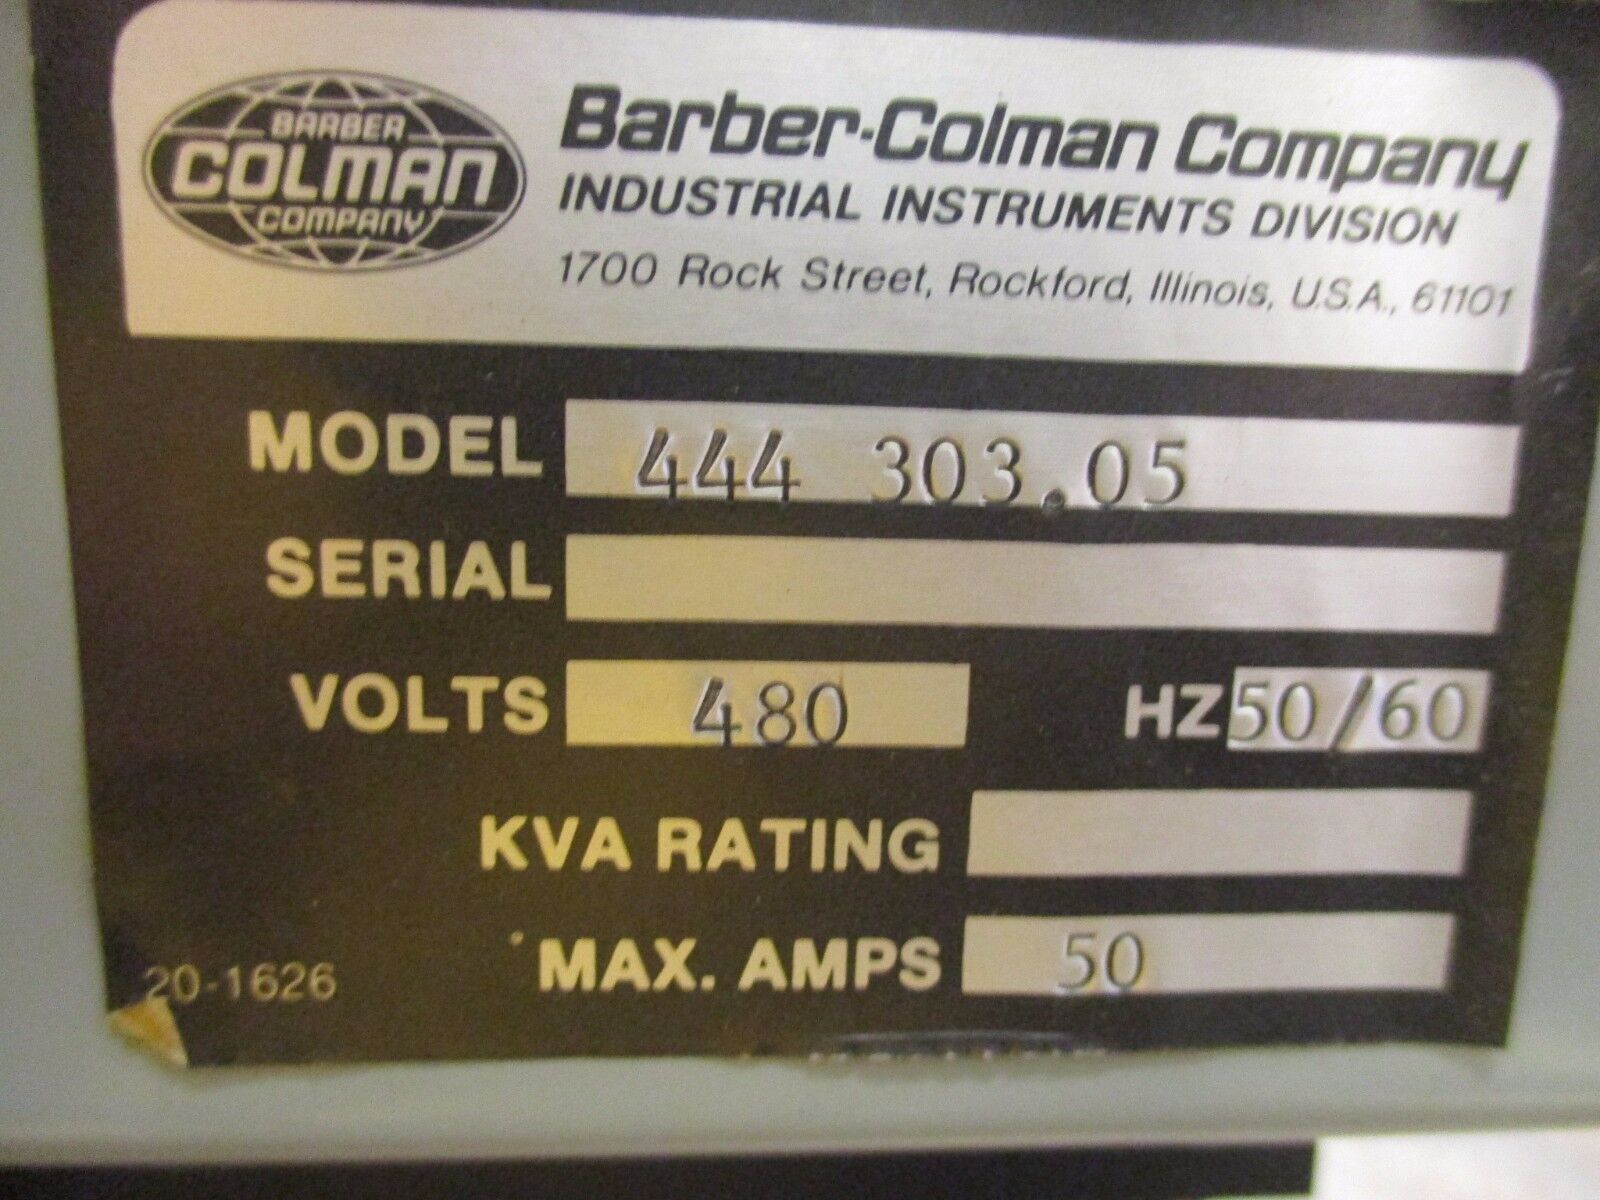 BARBER
COLMAN
COMPANY
Barber-Colman Company
INDUSTRIAL INSTRUMENTS DIVISION
1700 Rock Street, Rockford, Illinois, U.S.A., 61101
MODEL 444 303.05
SERIAL
VOLTS 480 HZ 50/60
KVA RATING
MAX. AMPS 50
20-1626